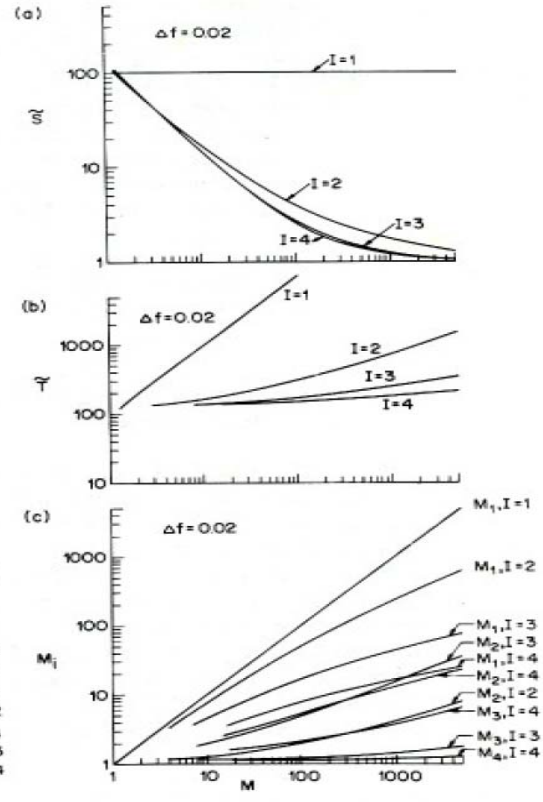 (a)
Δf=0.02
I=1
100
S̃
10
I=2
I=3
I=4
1
(b)
I=1
Δf=0.02
1000
I=2
T̃
I=3
100
I=4
10
(c)
M₁,I=1
Δf=0.02
1000
M₁,I=2
100
M₁,I=3
M₂,I=3
Mᵢ
M₁,I=4
M₂,I=4
10
M₂,I=2
M₃,I=4
M₃,I=3
M₄,I=4
1
1 10 100 1000
M